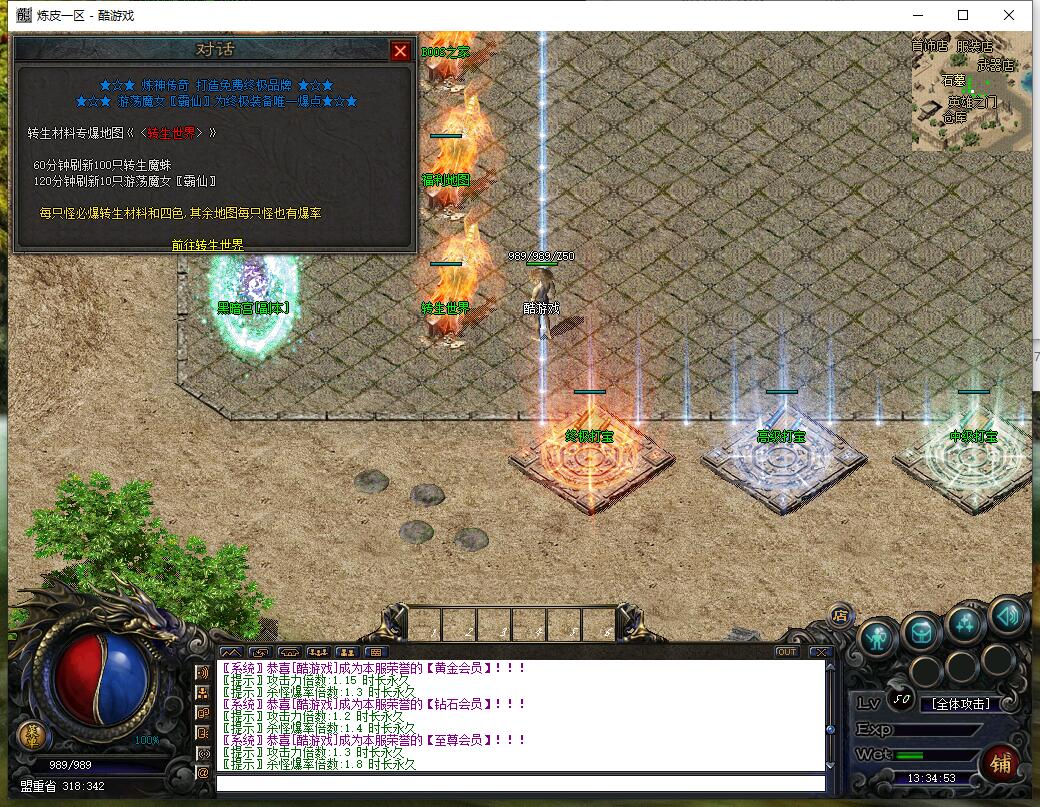 炼皮一区 - 酷游戏
对话
★☆★ 炼神传奇 打造免费终极品牌 ★☆★
★☆★ 游荡魔女〖霸仙〗为终极装备唯一爆点★☆★
转生材料专爆地图《〈转生世界〉》
60分钟刷新100只转生魔蛛
120分钟刷新10只游荡魔女〖霸仙〗
每只怪必爆转生材料和四色,其余地图每只怪也有爆率
前往转生世界
BOOS之家
首饰店 服装店
武器店
石墓
英雄之门
仓库
福利地图
989/989/Z50
黑暗宫[副本]
转生世界
酷游戏
终极打宝
高级打宝
中级打宝
1 2 3 4 5 6
店
OUT
〖系统〗恭喜[酷游戏]成为本服荣誉的【黄金会员】！！！
〖提示〗攻击力倍数:1.15 时长永久
〖提示〗杀怪爆率倍数:1.3 时长永久
〖系统〗恭喜[酷游戏]成为本服荣誉的【钻石会员】！！！
〖提示〗攻击力倍数:1.2 时长永久
〖提示〗杀怪爆率倍数:1.4 时长永久
〖系统〗恭喜[酷游戏]成为本服荣誉的【至尊会员】！！！
〖提示〗攻击力倍数:1.3 时长永久
〖提示〗杀怪爆率倍数:1.8 时长永久
100%
989/989
盟重省 318:342
Lv 50
[全体攻击]
Exp
Wet
铺
13:34:53